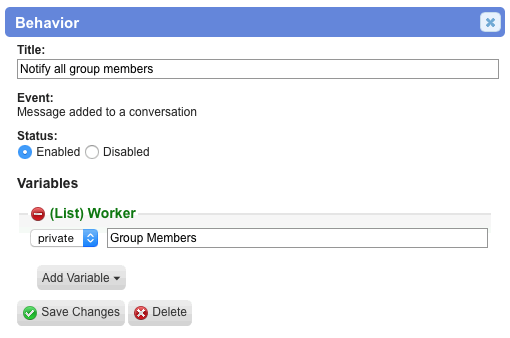 Behavior
Title:
Notify all group members
Event:
Message added to a conversation
Status:
Enabled Disabled
Variables
(List) Worker
private Group Members
Add Variable
Save Changes Delete